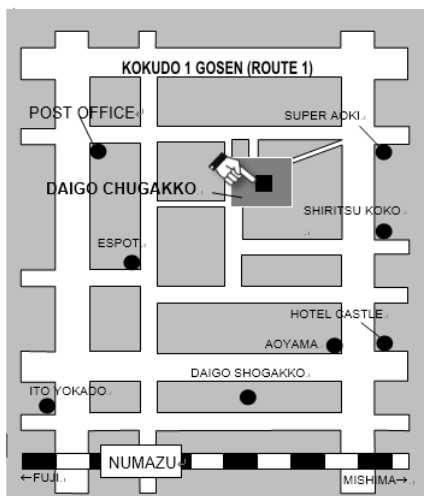 KOKUDO 1 GOSEN (ROUTE 1)
POST OFFICE
SUPER AOKI
DAIGO CHUGAKKO
SHIRITSU KOKO
ESPOT
HOTEL CASTLE
AOYAMA
DAIGO SHOGAKKO
ITO YOKADO
NUMAZU
←FUJI
MISHIMA→